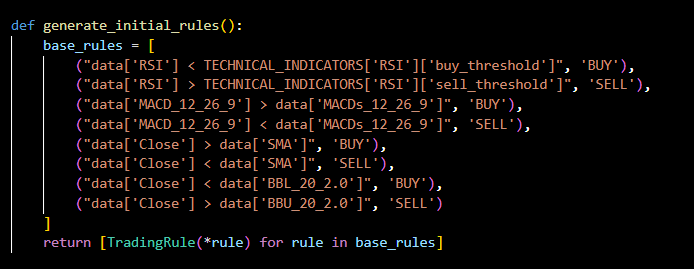 def generate_initial_rules():
    base_rules = [
        ("data['RSI'] < TECHNICAL_INDICATORS['RSI']['buy_threshold']", 'BUY'),
        ("data['RSI'] > TECHNICAL_INDICATORS['RSI']['sell_threshold']", 'SELL'),
        ("data['MACD_12_26_9'] > data['MACDs_12_26_9']", 'BUY'),
        ("data['MACD_12_26_9'] < data['MACDs_12_26_9']", 'SELL'),
        ("data['Close'] > data['SMA']", 'BUY'),
        ("data['Close'] < data['SMA']", 'SELL'),
        ("data['Close'] < data['BBL_20_2.0']", 'BUY'),
        ("data['Close'] > data['BBU_20_2.0']", 'SELL')
    ]
    return [TradingRule(*rule) for rule in base_rules]